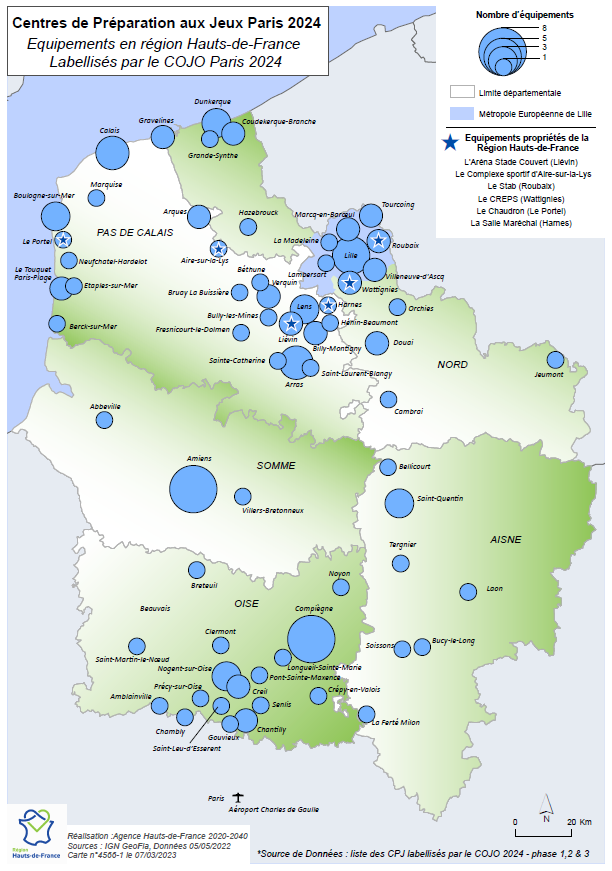 Centres de Préparation aux Jeux Paris 2024
Equipements en région Hauts-de-France
Labellisés par le COJO Paris 2024
Nombre d'équipements
8
5
3
1
Limite départementale
Métropole Européenne de Lille
Equipements propriétés de la
Région Hauts-de-France
L'Aréna Stade Couvert (Liévin)
Le Complexe sportif d'Aire-sur-la-Lys
Le Stab (Roubaix)
Le CREPS (Wattignies)
Le Chaudron (Le Portel)
La Salle Maréchal (Harnes)
Dunkerque
Gravelines
Coudekerque-Branche
Calais
Grande-Synthe
Marquise
Boulogne-sur-Mer
Arques
Hazebrouck
Marcq-en-Barœul
Tourcoing
PAS DE CALAIS
Le Portel
La Madeleine
Roubaix
Lille
Neufchatel-Hardelot
Aire-sur-la-Lys
Le Touquet
Paris-Plage
Etaples-sur-Mer
Béthune
Lambersart
Villeneuve-d'Ascq
Verquin
Wattignies
Bruay La Buissière
Lens
Harnes
Orchies
Bully-les-Mines
Hénin-Beaumont
Berck-sur-Mer
Fresnicourt-le-Dolmen
Liévin
Billy-Montigny
Douai
Sainte-Catherine
Saint-Laurent-Blangy
NORD
Jeumont
Arras
Abbeville
Cambrai
Amiens
SOMME
Bellicourt
Villers-Bretonneux
Saint-Quentin
AISNE
Tergnier
Breteuil
Noyon
Laon
Beauvais
OISE
Compiègne
Clermont
Soissons
Bucy-le-Long
Saint-Martin-le-Nœud
Longueil-Sainte-Marie
Nogent-sur-Oise
Pont-Sainte-Maxence
Précy-sur-Oise
Creil
Crépy-en-Valois
Amblainville
Senlis
La Ferté Milon
Chambly
Gouvieux
Chantilly
Saint-Leu-d'Esserent
Paris
Aéroport Charles de Gaulle
N
0
20 Km
Région
Hauts-de-France
Réalisation :Agence Hauts-de-France 2020-2040
Sources : IGN GeoFla, Données 05/05/2022
Carte n°4566-1 le 07/03/2023
*Source de Données : liste des CPJ labellisés par le COJO 2024 - phase 1,2 & 3